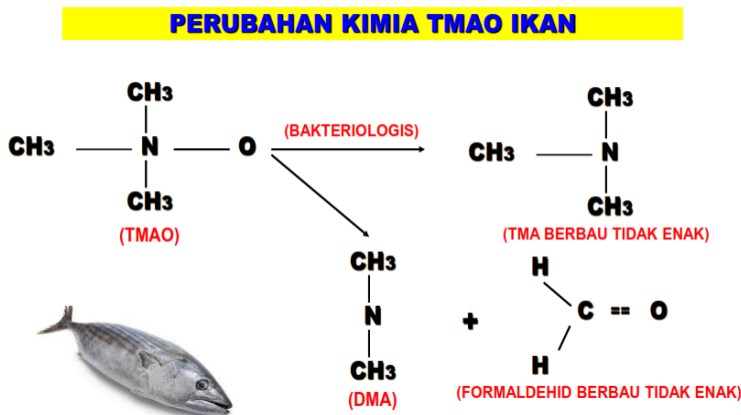 PERUBAHAN KIMIA TMAO IKAN
CH3
CH3 N O
CH3
(TMAO)
(BAKTERIOLOGIS)
CH3
CH3 N
CH3
(TMA BERBAU TIDAK ENAK)
CH3
N
CH3
(DMA)
+
H
C == O
H
(FORMALDEHID BERBAU TIDAK ENAK)